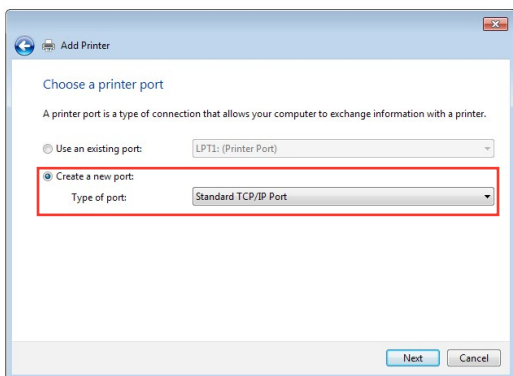 Add Printer
Choose a printer port
A printer port is a type of connection that allows your computer to exchange information with a printer.
Use an existing port: LPT1: (Printer Port)
Create a new port:
Type of port: Standard TCP/IP Port
Next Cancel